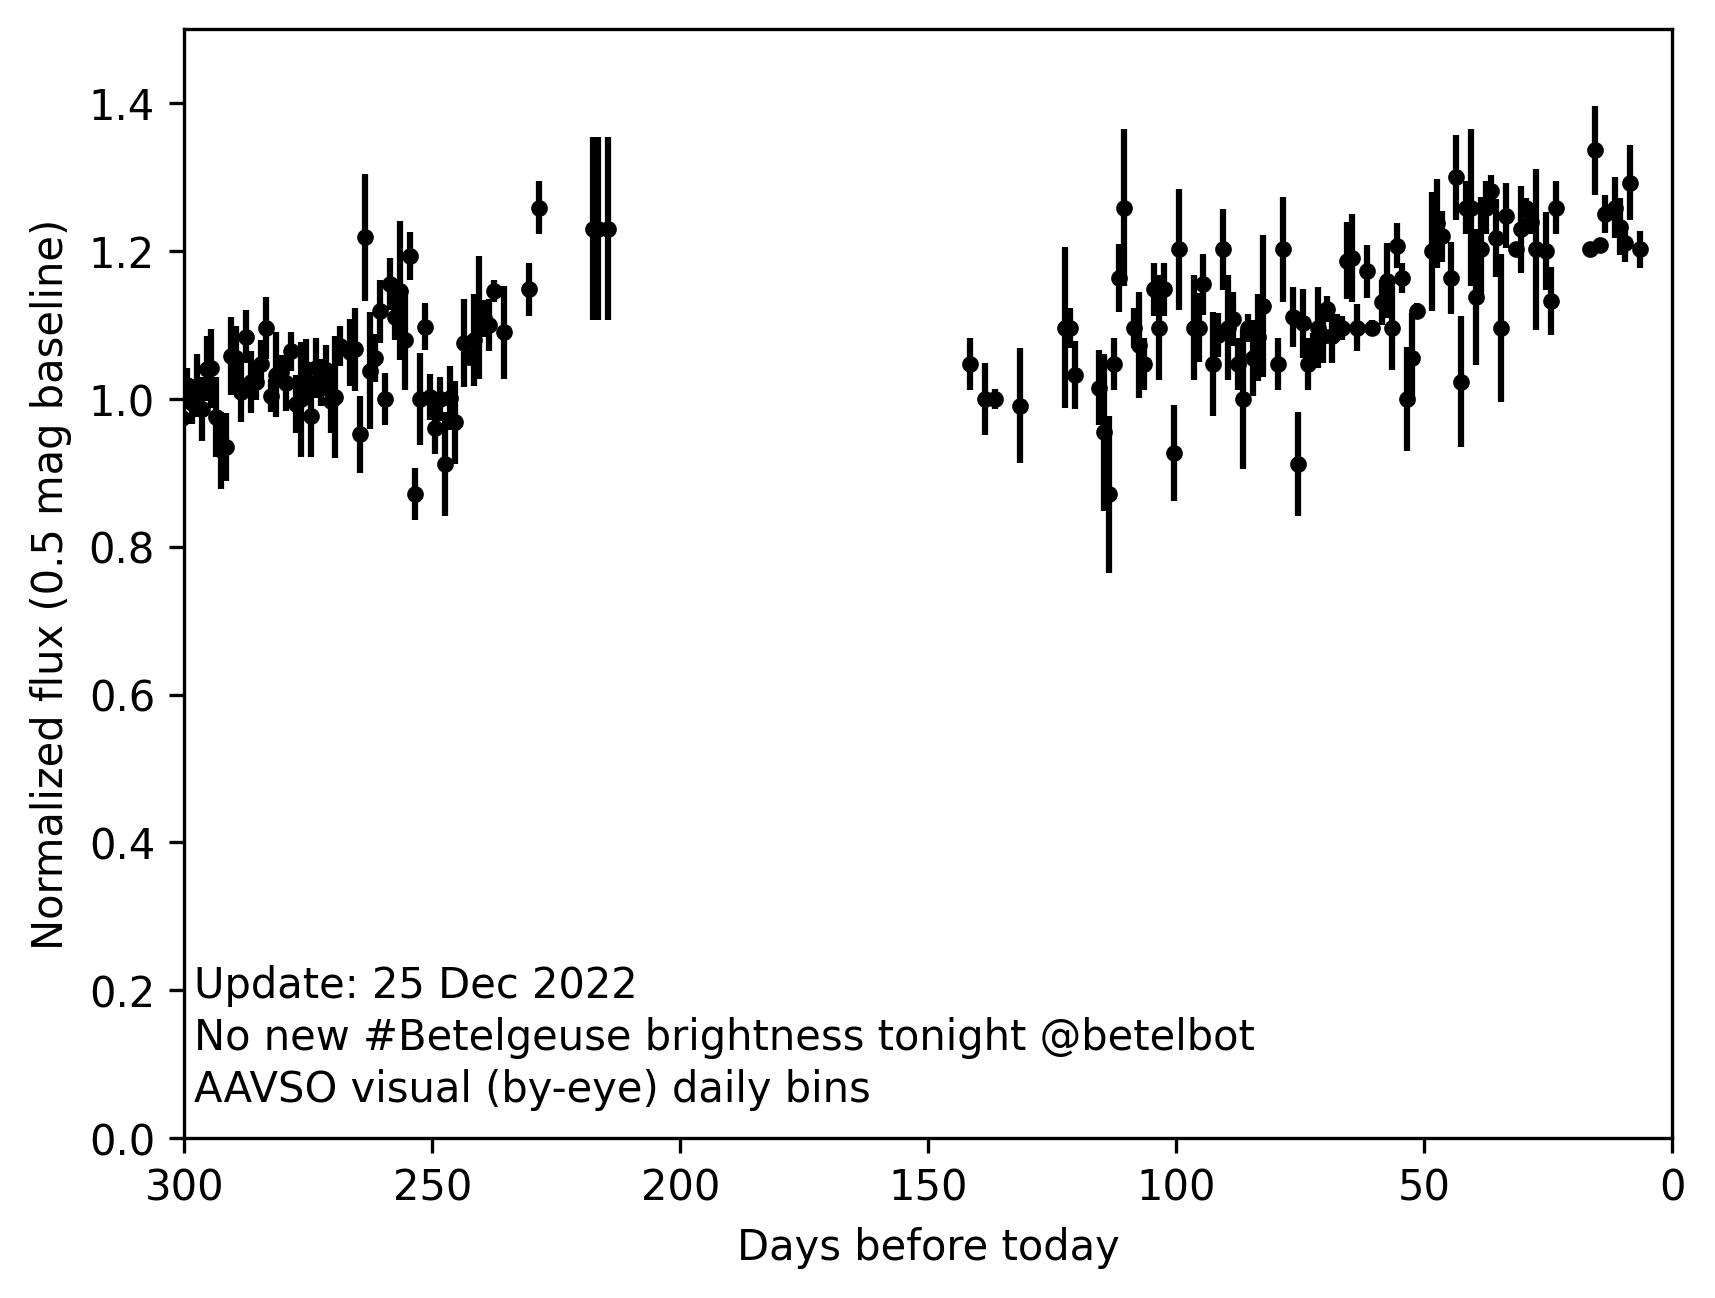 1.4
1.2
1.0
0.8
0.6
0.4
0.2
0.0
Normalized flux (0.5 mag baseline)
Update: 25 Dec 2022
No new #Betelgeuse brightness tonight @betelbot
AAVSO visual (by-eye) daily bins
300 250 200 150 100 50 0
Days before today